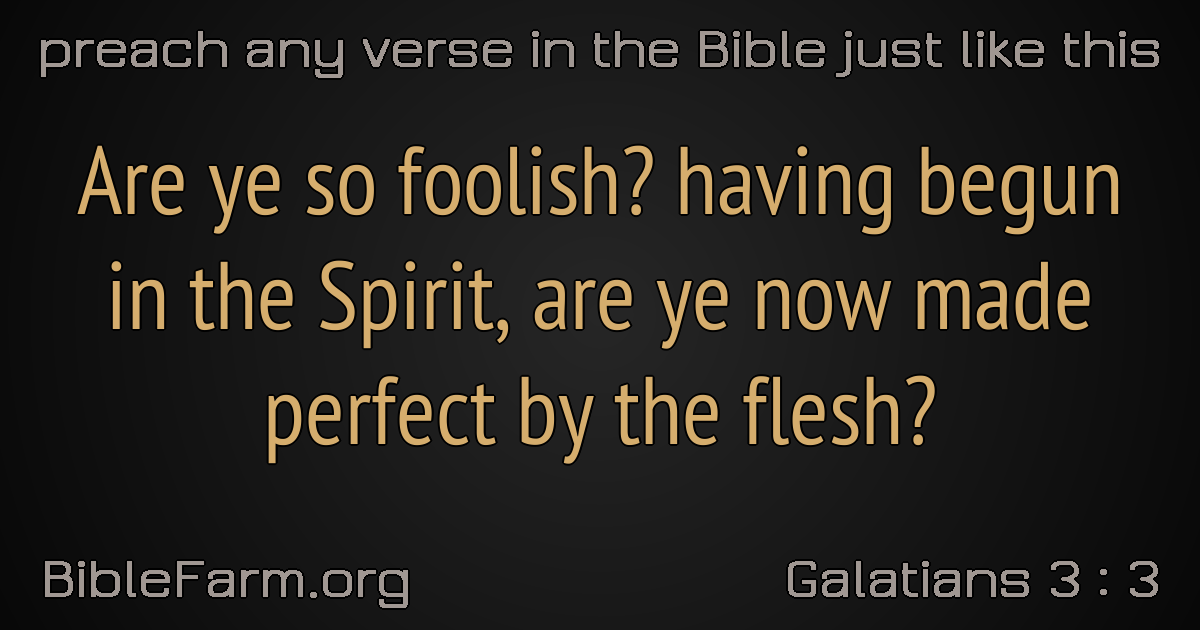 preach any verse in the Bible just like this
Are ye so foolish? having begun
in the Spirit, are ye now made
perfect by the flesh?
BibleFarm.org
Galatians 3 : 3